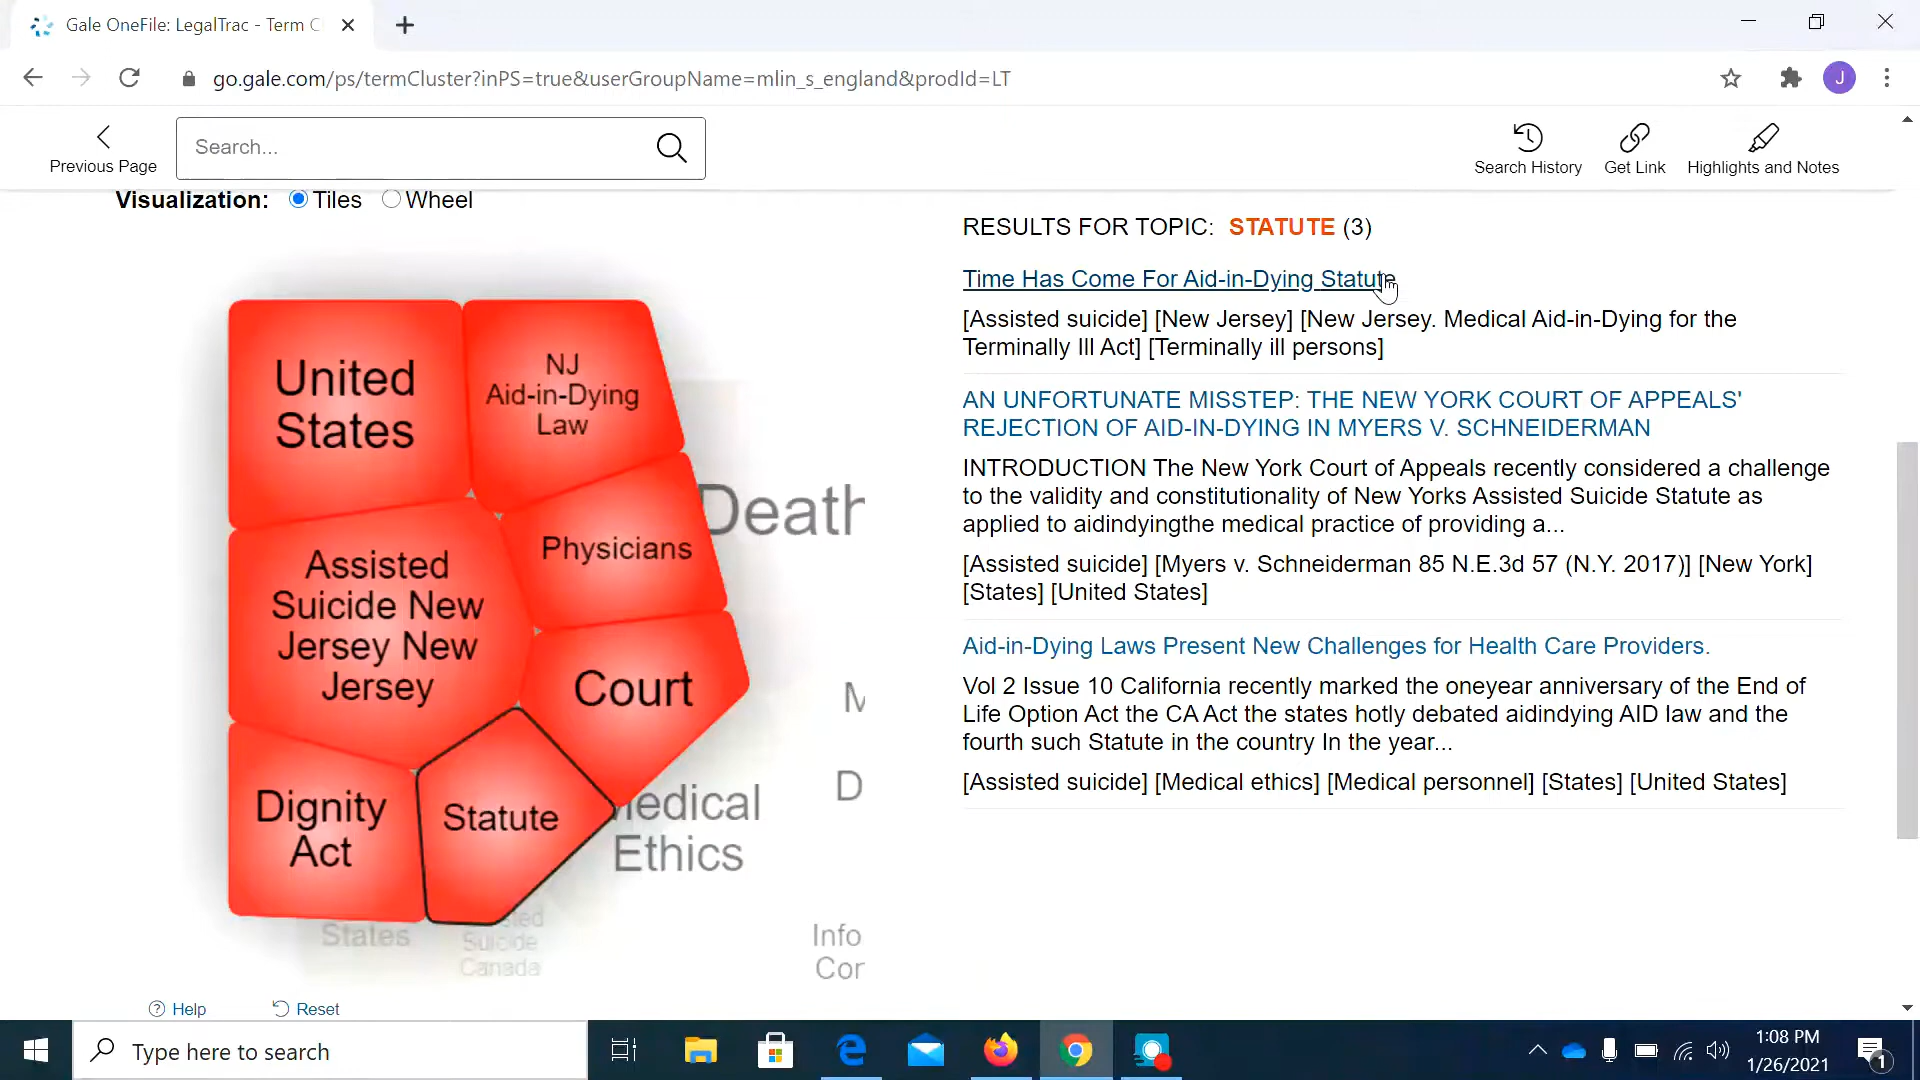 Gale OneFile: LegalTrac - Term C
go.gale.com/ps/termCluster?inPS=true&userGroupName=mlin_s_england&prodId=LT
J
Previous Page
Search...
Search History
Get Link
Highlights and Notes
Visualization:
Tiles
Wheel
United
States
NJ
Aid-in-Dying
Law
Assisted
Suicide New
Jersey New
Jersey
Physicians
Court
Dignity
Act
Statute
Death
M
D
edical
Ethics
States
sted
Suicide
Canada
Info
Cor
Help
Reset
RESULTS FOR TOPIC: STATUTE (3)
Time Has Come For Aid-in-Dying Statute
[Assisted suicide] [New Jersey] [New Jersey. Medical Aid-in-Dying for the
Terminally Ill Act] [Terminally ill persons]
AN UNFORTUNATE MISSTEP: THE NEW YORK COURT OF APPEALS'
REJECTION OF AID-IN-DYING IN MYERS V. SCHNEIDERMAN
INTRODUCTION The New York Court of Appeals recently considered a challenge
to the validity and constitutionality of New Yorks Assisted Suicide Statute as
applied to aidindyingthe medical practice of providing a...
[Assisted suicide] [Myers v. Schneiderman 85 N.E.3d 57 (N.Y. 2017)] [New York]
[States] [United States]
Aid-in-Dying Laws Present New Challenges for Health Care Providers.
Vol 2 Issue 10 California recently marked the oneyear anniversary of the End of
Life Option Act the CA Act the states hotly debated aidindying AID law and the
fourth such Statute in the country In the year...
[Assisted suicide] [Medical ethics] [Medical personnel] [States] [United States]
Type here to search
1:08 PM
1/26/2021
1